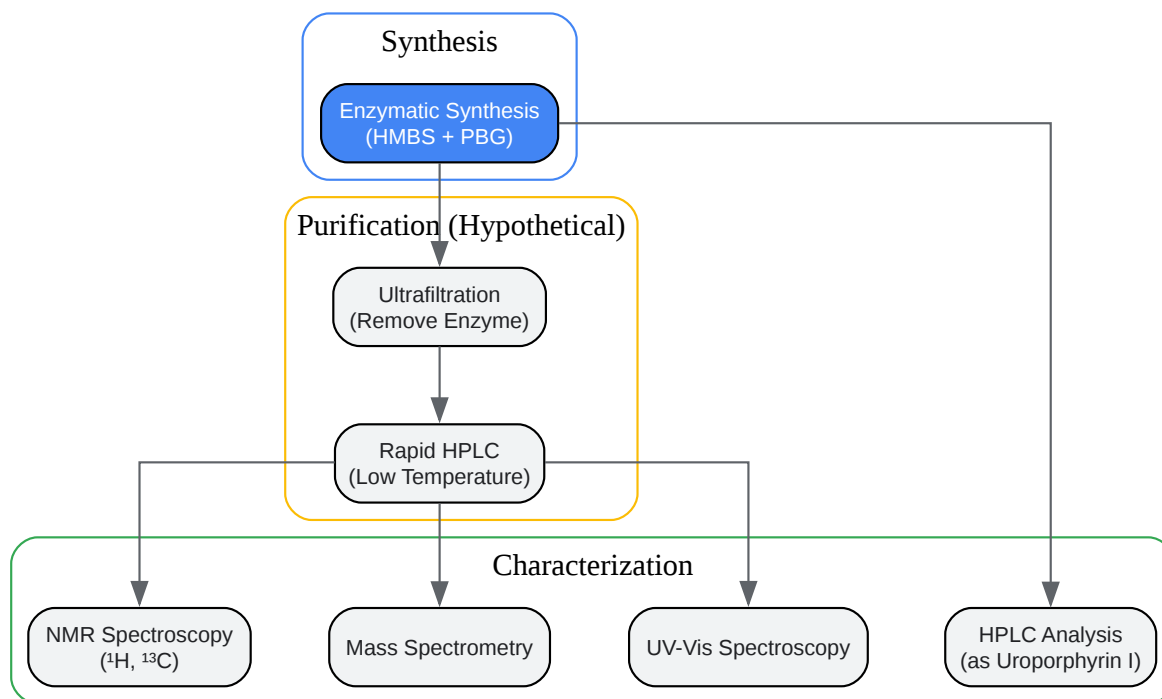 Synthesis
Enzymatic Synthesis
(HMBS + PBG)
Purification (Hypothetical)
Ultrafiltration
(Remove Enzyme)
Rapid HPLC
(Low Temperature)
Characterization
NMR Spectroscopy
(¹H, ¹³C)
Mass Spectrometry
UV-Vis Spectroscopy
HPLC Analysis
(as Uroporphyrin I)